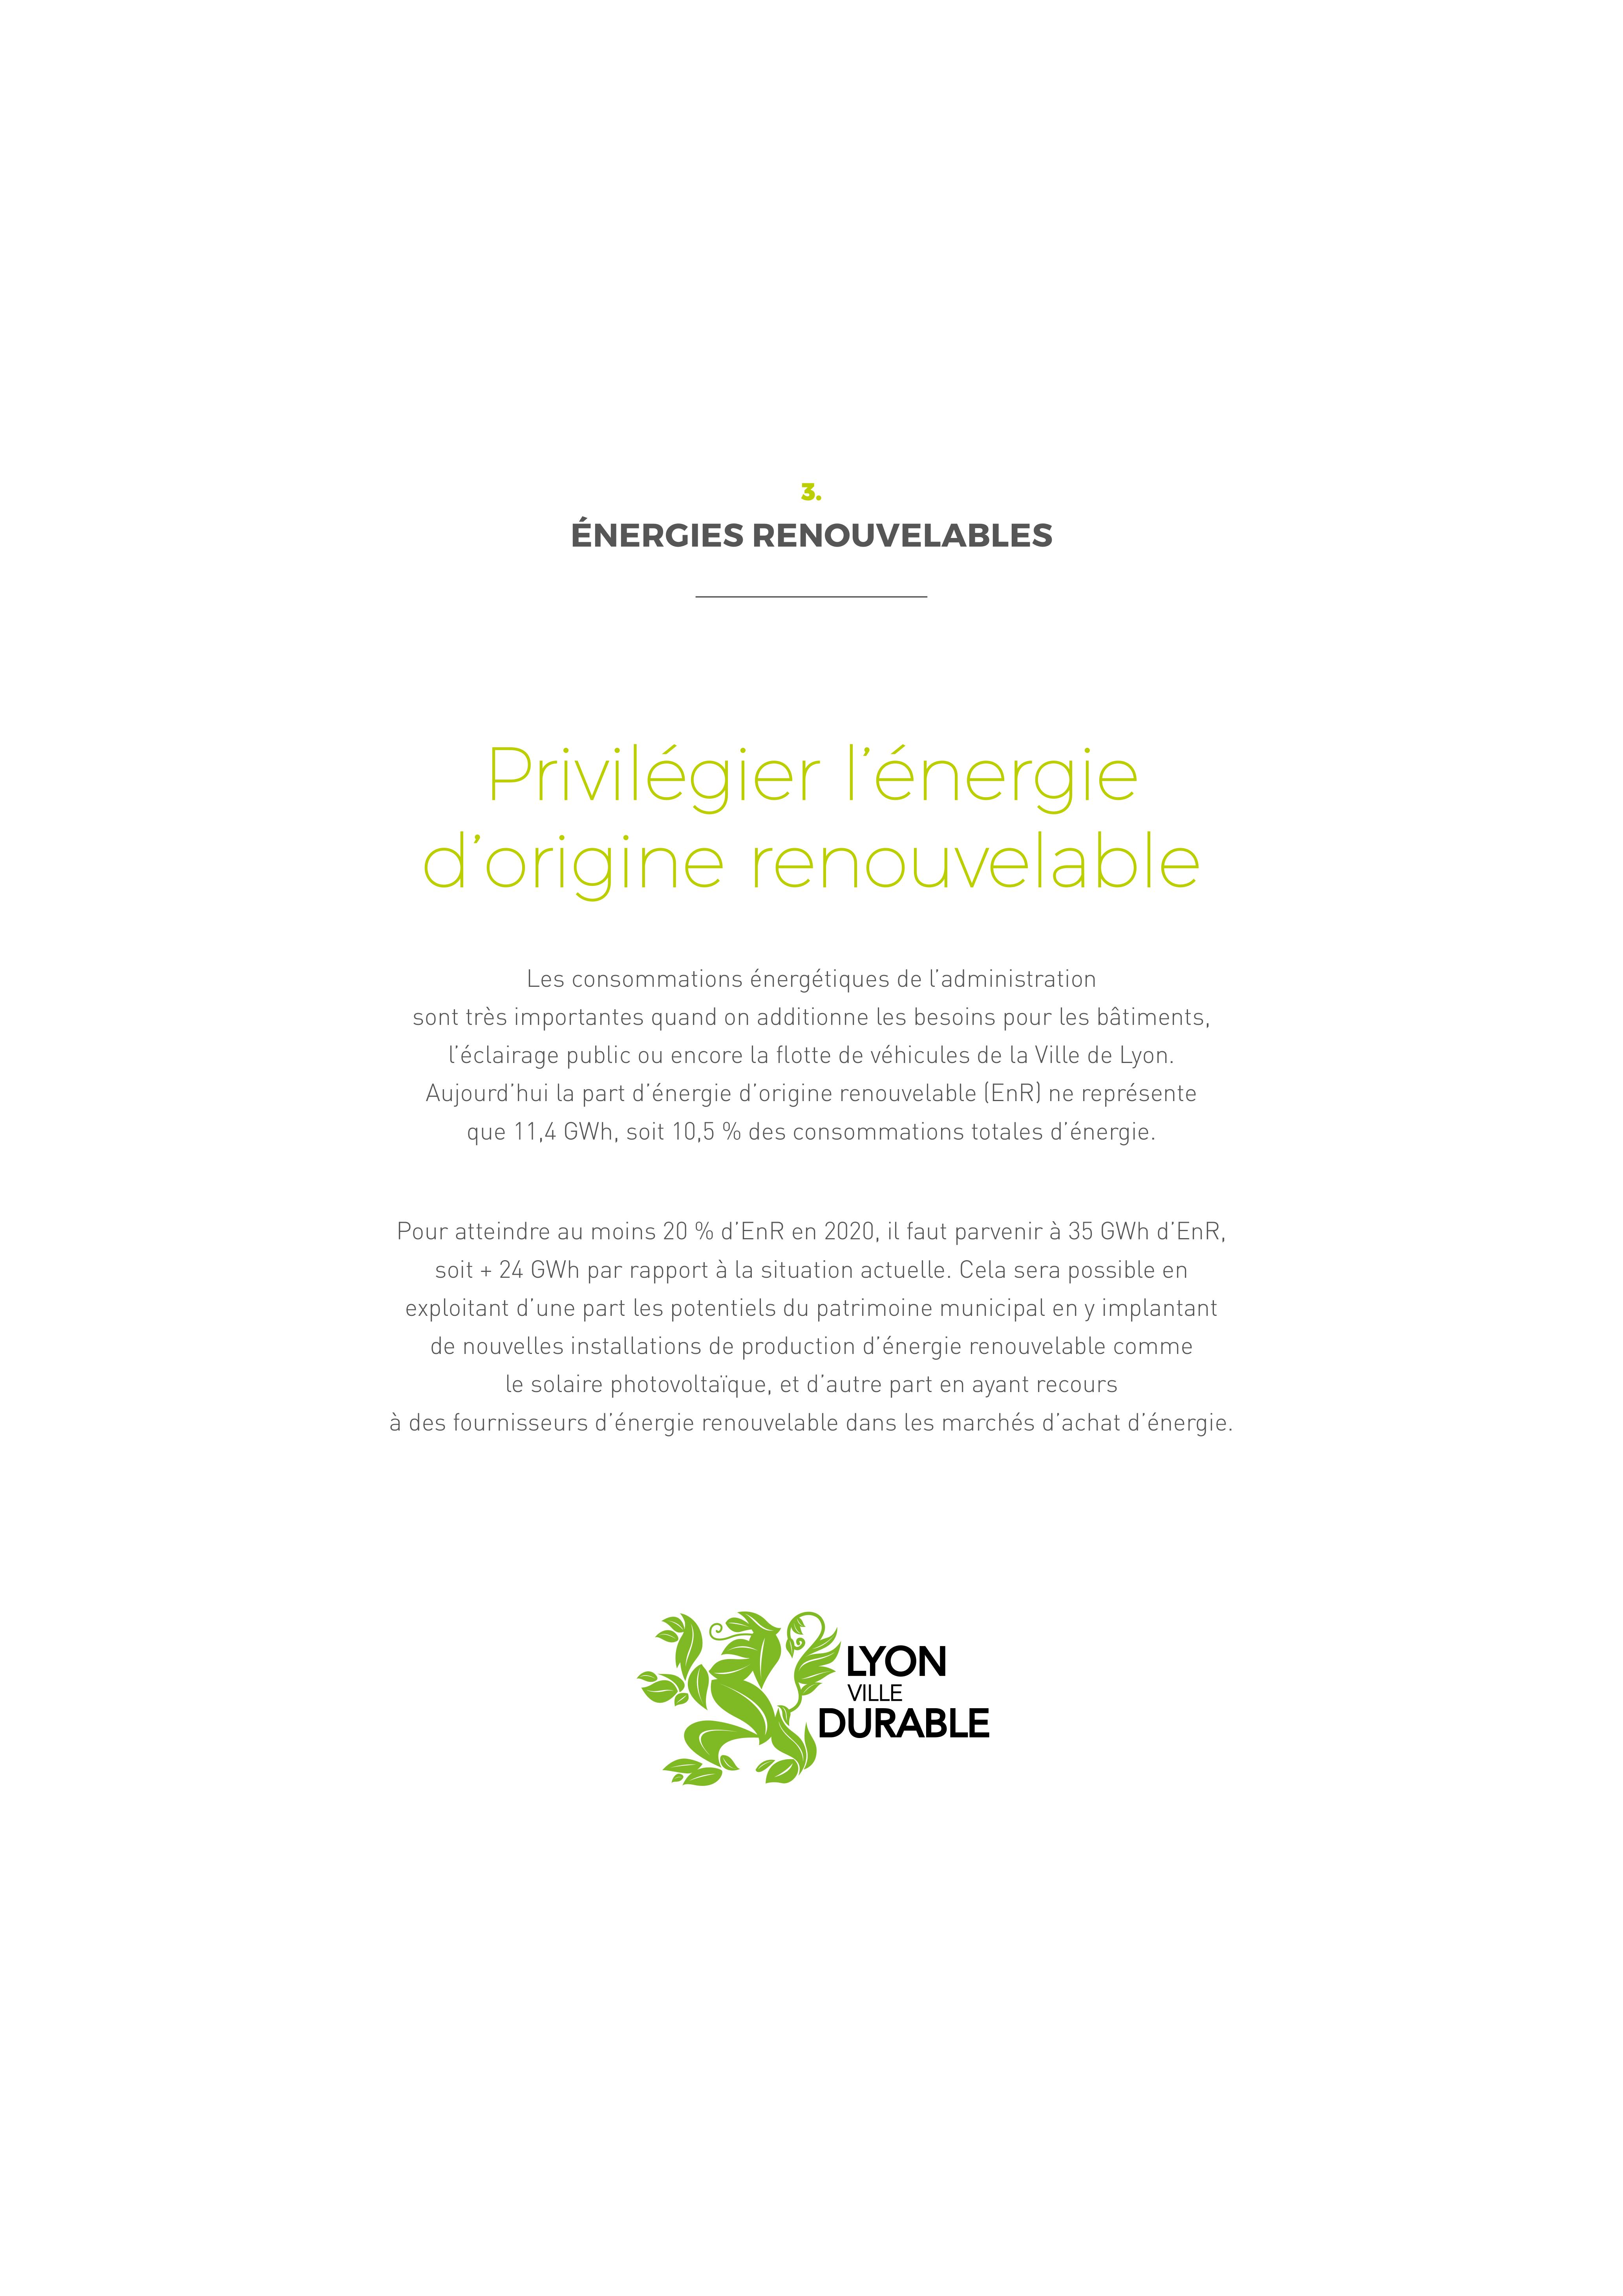 3.
ÉNERGIES RENOUVELABLES
Privilégier l’énergie
d’origine renouvelable
Les consommations énergétiques de l’administration
sont très importantes quand on additionne les besoins pour les bâtiments,
l’éclairage public ou encore la flotte de véhicules de la Ville de Lyon.
Aujourd’hui la part d’énergie d’origine renouvelable (EnR) ne représente
que 11,4 GWh, soit 10,5 % des consommations totales d’énergie.
Pour atteindre au moins 20 % d’EnR en 2020, il faut parvenir à 35 GWh d’EnR,
soit + 24 GWh par rapport à la situation actuelle. Cela sera possible en
exploitant d’une part les potentiels du patrimoine municipal en y implantant
de nouvelles installations de production d’énergie renouvelable comme
le solaire photovoltaïque, et d’autre part en ayant recours
à des fournisseurs d’énergie renouvelable dans les marchés d’achat d’énergie.
LYON
VILLE
DURABLE